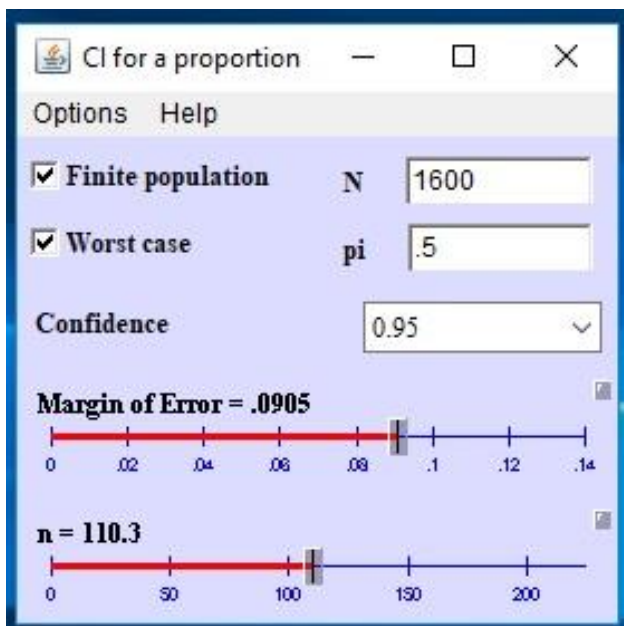 CI for a proportion
Options Help
Finite population N 1600
Worst case pi .5
Confidence 0.95
Margin of Error = .0905
0 .02 .04 .06 .08 .1 .12 .14
n = 110.3
0 50 100 150 200